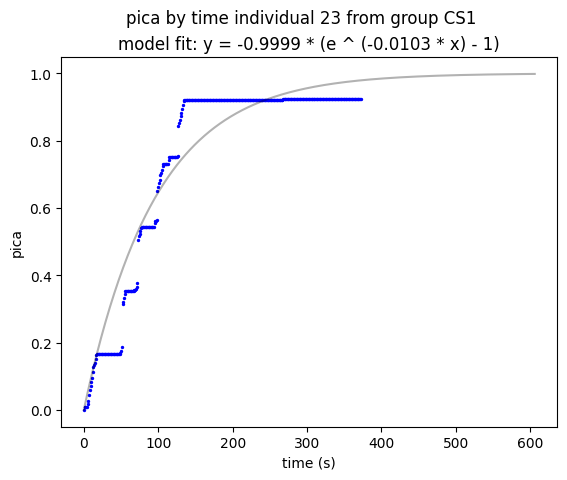 pica by time individual 23 from group CS1
model fit: y = -0.9999 * (e ^ (-0.0103 * x) - 1)
1.0
0.8
0.6
0.4
0.2
0.0
pica
0 100 200 300 400 500 600
time (s)